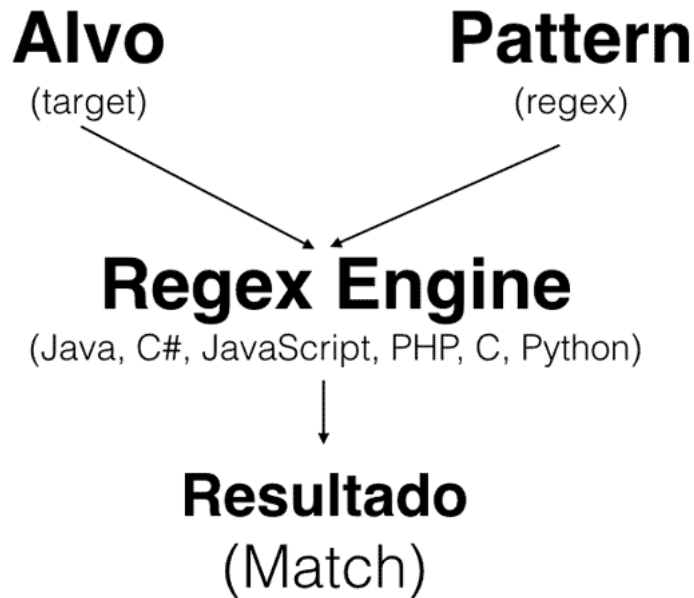 Alvo
(target)
Pattern
(regex)
Regex Engine
(Java, C#, JavaScript, PHP, C, Python)
Resultado
(Match)